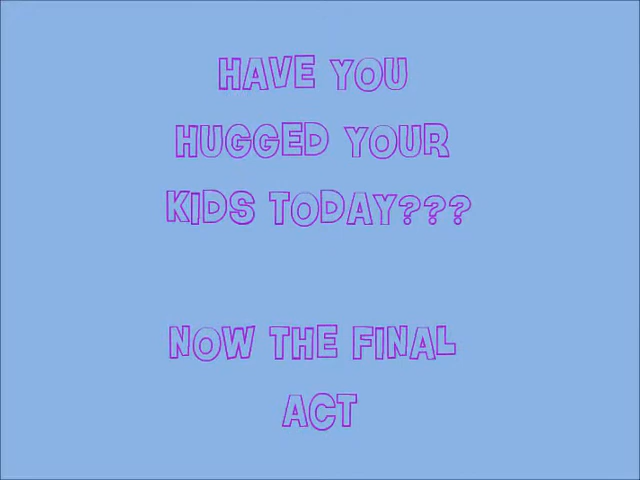 HAVE YOU
HUGGED YOUR
KIDS TODAY???
NOW THE FINAL
ACT